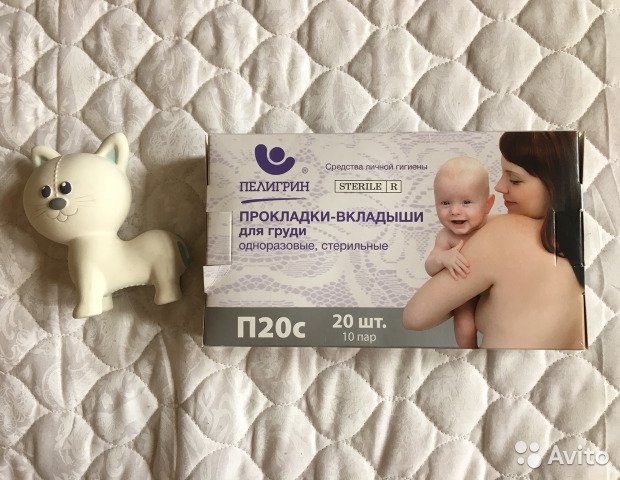 Средства личной гигиены
®
ПЕЛИГРИН
STERILE R
ПРОКЛАДКИ-ВКЛАДЫШИ
для груди
одноразовые, стерильные
П20с
20 шт.
10 пар
Avito